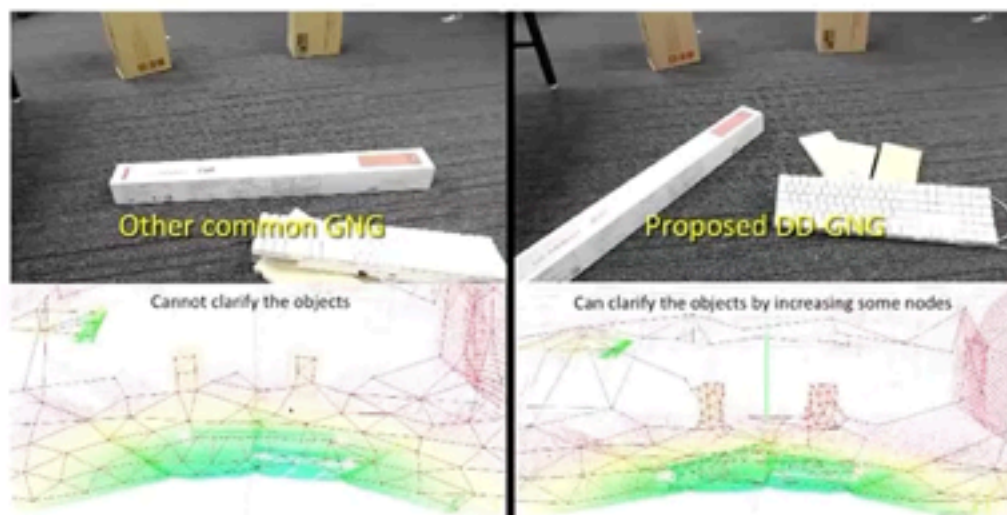 Other common GNG
Proposed DD-GNG
Cannot clarify the objects
Can clarify the objects by increasing some nodes